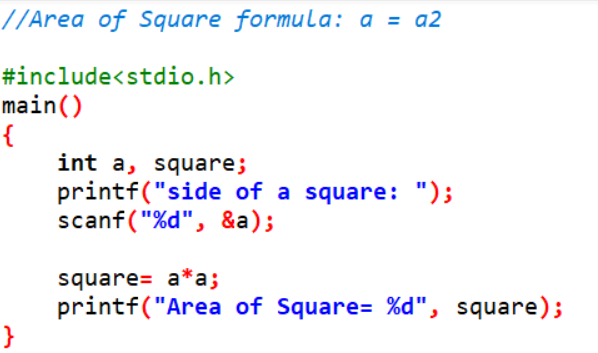 //Area of Square formula: a = a2
#include<stdio.h>
main()
{
    int a, square;
    printf("side of a square: ");
    scanf("%d", &a);
    square= a*a;
    printf("Area of Square= %d", square);
}